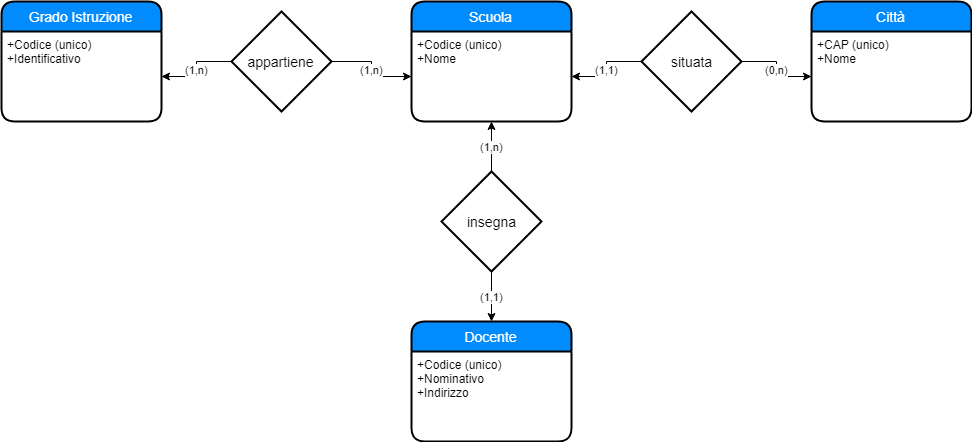 Grado Istruzione
+Codice (unico)
+Identificativo
(1,n)
appartiene
(1,n)
Scuola
+Codice (unico)
+Nome
(1,1)
situata
(0,n)
Città
+CAP (unico)
+Nome
(1,n)
insegna
(1,1)
Docente
+Codice (unico)
+Nominativo
+Indirizzo